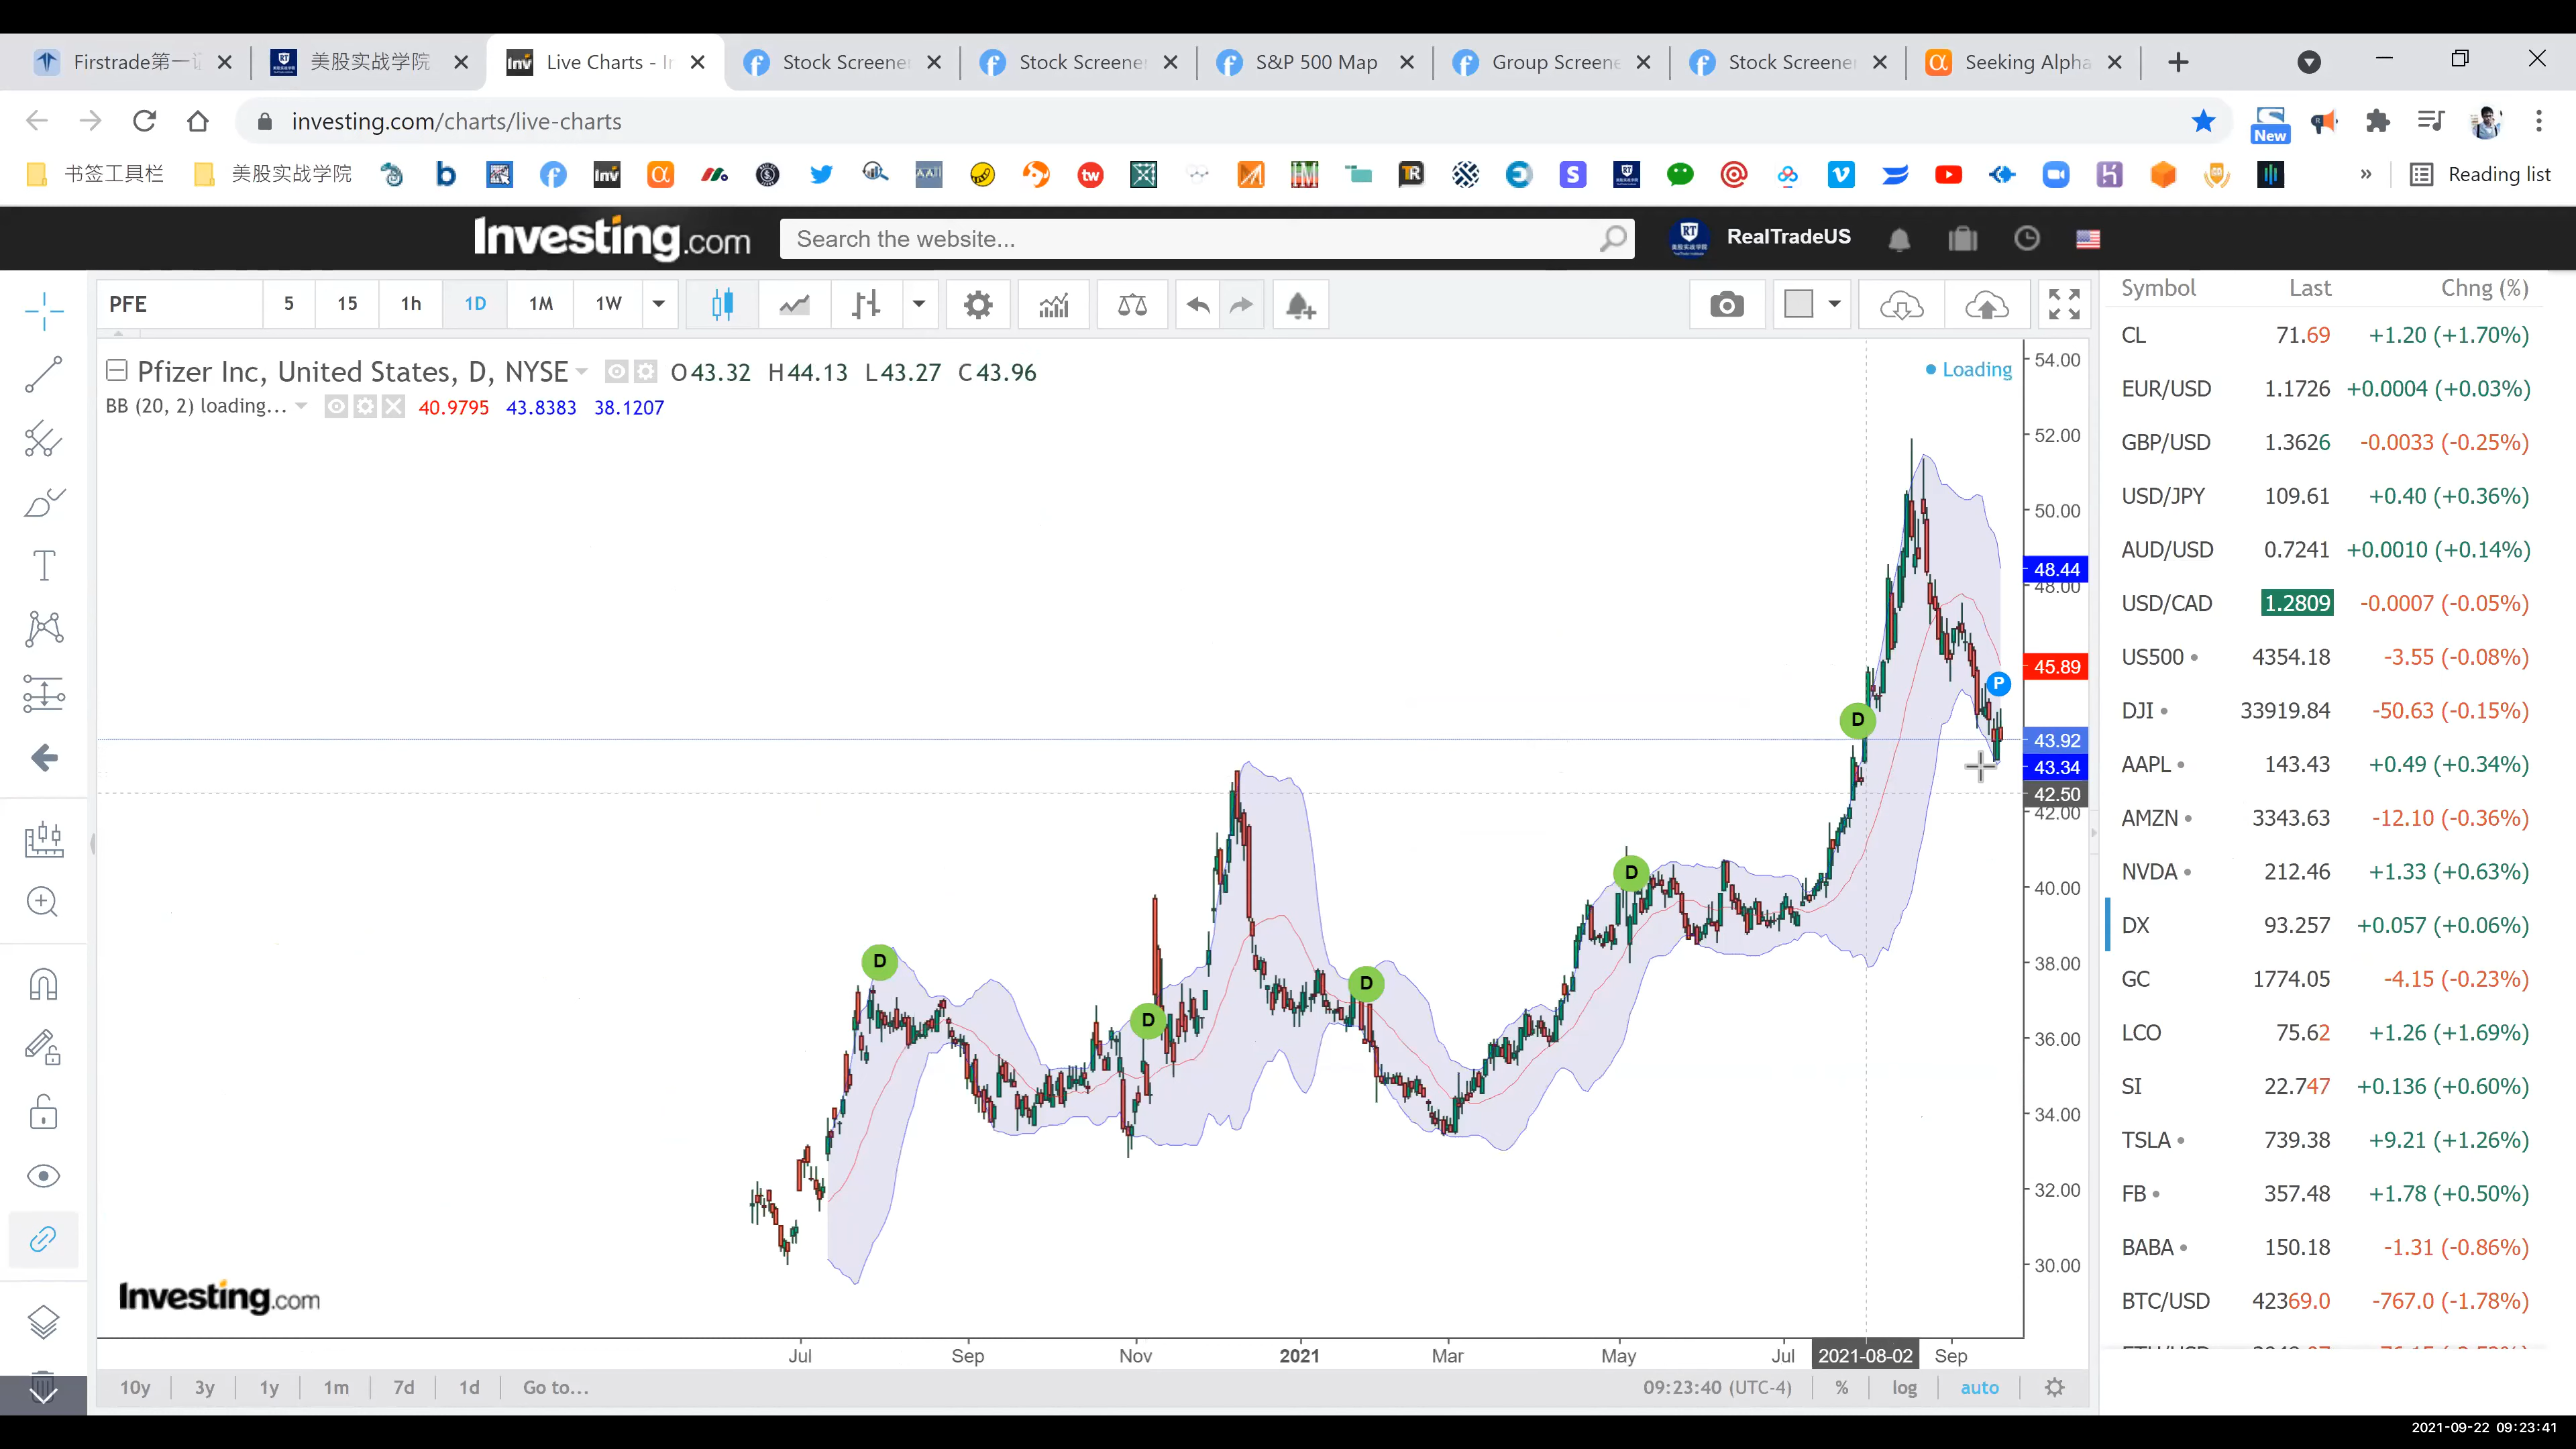 Firstrade第一
美股实战学院
Live Charts - In
Stock Screener
Stock Screener
S&P 500 Map
Group Screene
Stock Screener
Seeking Alpha
investing.com/charts/live-charts
New
书签工具栏
美股实战学院
Reading list
Investing.com
Search the website...
RealTradeUS
PFE 5 15 1h 1D 1M 1W
Symbol Last Chng (%)
Pfizer Inc, United States, D, NYSE O43.32 H44.13 L43.27 C43.96
BB (20, 2) loading... 40.9795 43.8383 38.1207
Loading
54.00
52.00
50.00
48.44
48.00
45.89
43.92
43.34
42.50
42.00
40.00
38.00
36.00
34.00
32.00
30.00
P
D
D
D
D
D
CL 71.69 +1.20 (+1.70%)
EUR/USD 1.1726 +0.0004 (+0.03%)
GBP/USD 1.3626 -0.0033 (-0.25%)
USD/JPY 109.61 +0.40 (+0.36%)
AUD/USD 0.7241 +0.0010 (+0.14%)
USD/CAD 1.2809 -0.0007 (-0.05%)
US500 4354.18 -3.55 (-0.08%)
DJI 33919.84 -50.63 (-0.15%)
AAPL 143.43 +0.49 (+0.34%)
AMZN 3343.63 -12.10 (-0.36%)
NVDA 212.46 +1.33 (+0.63%)
DX 93.257 +0.057 (+0.06%)
GC 1774.05 -4.15 (-0.23%)
LCO 75.62 +1.26 (+1.69%)
SI 22.747 +0.136 (+0.60%)
TSLA 739.38 +9.21 (+1.26%)
FB 357.48 +1.78 (+0.50%)
BABA 150.18 -1.31 (-0.86%)
BTC/USD 42369.0 -767.0 (-1.78%)
Investing.com
Jul Sep Nov 2021 Mar May Jul 2021-08-02 Sep
10y 3y 1y 1m 7d 1d Go to... 09:23:40 (UTC-4) % log auto
2021-09-22 09:23:41